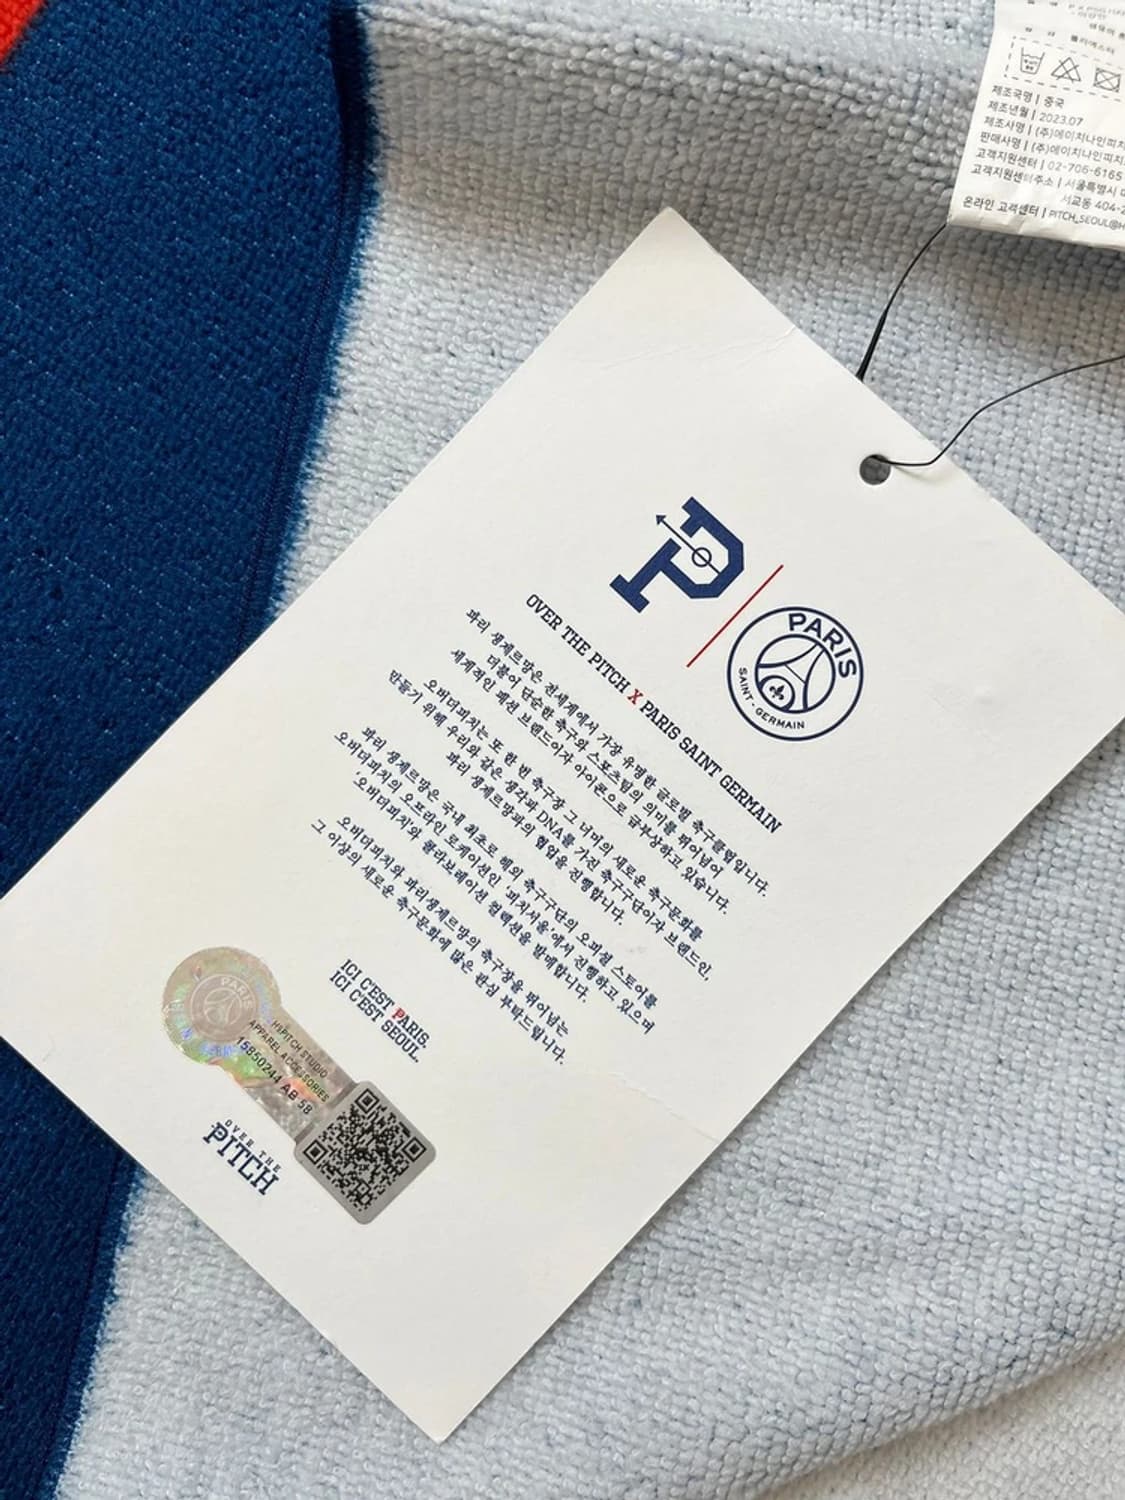 제조국명 | 중국
제조년월 | 2023.07
제조사명 | (주)에이치나인피치
판매사명 | (주)에이치나인피치
고객지원센터 | 02-706-6165
고객지원센터주소 | 서울특별시
서교동 404-2
온라인 고객센터 | PITCH_SEOUL@H
P
PARIS
SAINT-GERMAIN
OVER THE PITCH X PARIS SAINT GERMAIN
파리 생제르망은 전세계에서 가장 유명한 글로벌 축구클럽입니다.
더불어 단순한 축구와 스포츠팀의 의미를 뛰어넘어
세계적인 패션 브랜드이자 아이콘으로 급부상하고 있습니다.
오버더피치는 또 한 번 축구장 그 너머의 새로운 축구문화를
만들기 위해 우리와 같은 생각과 DNA를 가진 축구구단이자 브랜드인,
파리 생제르망과의 협업을 진행합니다.
파리 생제르망은 국내 최초로 해외 축구구단의 오피셜 스토어를
오버더피치의 오프라인 로케이션인 '피치서울'에서 진행하고 있으며
'오버더피치'와 콜라보레이션 컬렉션을 발매합니다.
오버더피치와 파리생제르망의 축구장을 뛰어넘는
그 이상의 새로운 축구문화에 많은 관심 부탁드립니다.
ICI C'EST PARIS.
ICI C'EST SEOUL.
PARIS
H9PITCH STUDIO
APPAREL ACCESSORIES
15850244 AB 58
OVER THE
PITCH